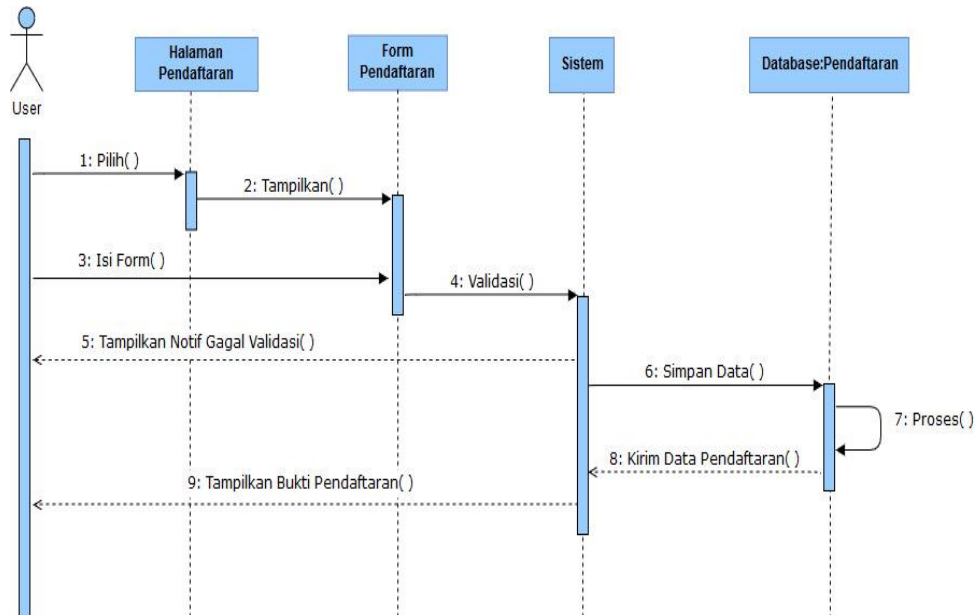 User
Halaman
Pendaftaran
Form
Pendaftaran
Sistem
Database:Pendaftaran
1: Pilih( )
2: Tampilkan( )
3: Isi Form( )
4: Validasi( )
5: Tampilkan Notif Gagal Validasi( )
6: Simpan Data( )
7: Proses( )
8: Kirim Data Pendaftaran( )
9: Tampilkan Bukti Pendaftaran( )